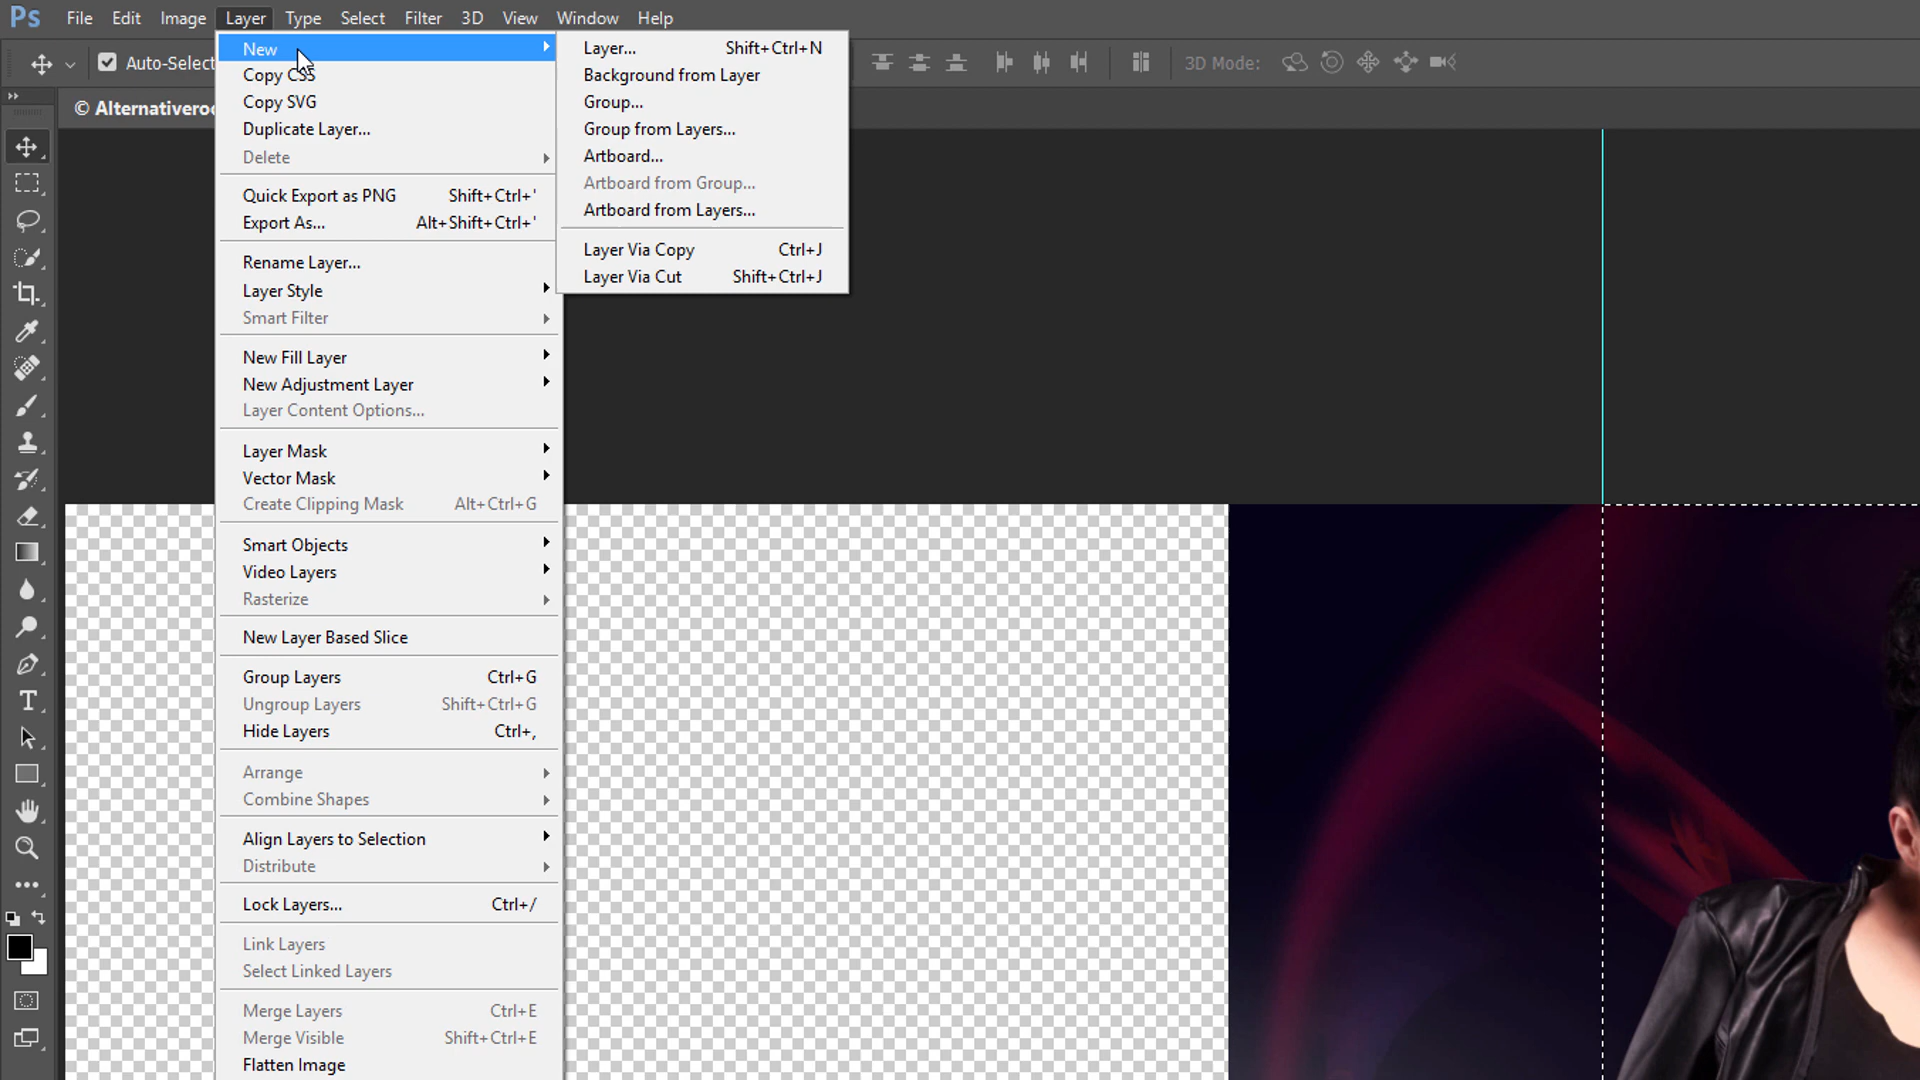 Ps File Edit Image Layer Type Select Filter 3D View Window Help
Auto-Select
3D Mode:
© Alternativeroo
New
Copy CSS
Copy SVG
Duplicate Layer...
Delete
Quick Export as PNG Shift+Ctrl+'
Export As... Alt+Shift+Ctrl+'
Rename Layer...
Layer Style
Smart Filter
New Fill Layer
New Adjustment Layer
Layer Content Options...
Layer Mask
Vector Mask
Create Clipping Mask Alt+Ctrl+G
Smart Objects
Video Layers
Rasterize
New Layer Based Slice
Group Layers Ctrl+G
Ungroup Layers Shift+Ctrl+G
Hide Layers Ctrl+,
Arrange
Combine Shapes
Align Layers to Selection
Distribute
Lock Layers... Ctrl+/
Link Layers
Select Linked Layers
Merge Layers Ctrl+E
Merge Visible Shift+Ctrl+E
Flatten Image
Layer... Shift+Ctrl+N
Background from Layer
Group...
Group from Layers...
Artboard...
Artboard from Group...
Artboard from Layers...
Layer Via Copy Ctrl+J
Layer Via Cut Shift+Ctrl+J